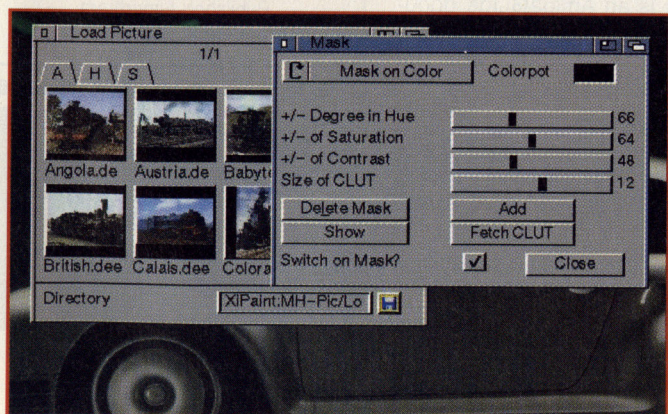 Load Picture
1/1
A H S
Angola.de Austria.de
British.dee Calais.dee
Directory XiPaint:MH-Pic/Lo
Mask
Mask on Color Colorpot
+/- Degree in Hue 66
+/- of Saturation 64
+/- of Contrast 48
Size of CLUT 12
Delete Mask Add
Show Fetch CLUT
Switch on Mask? Close